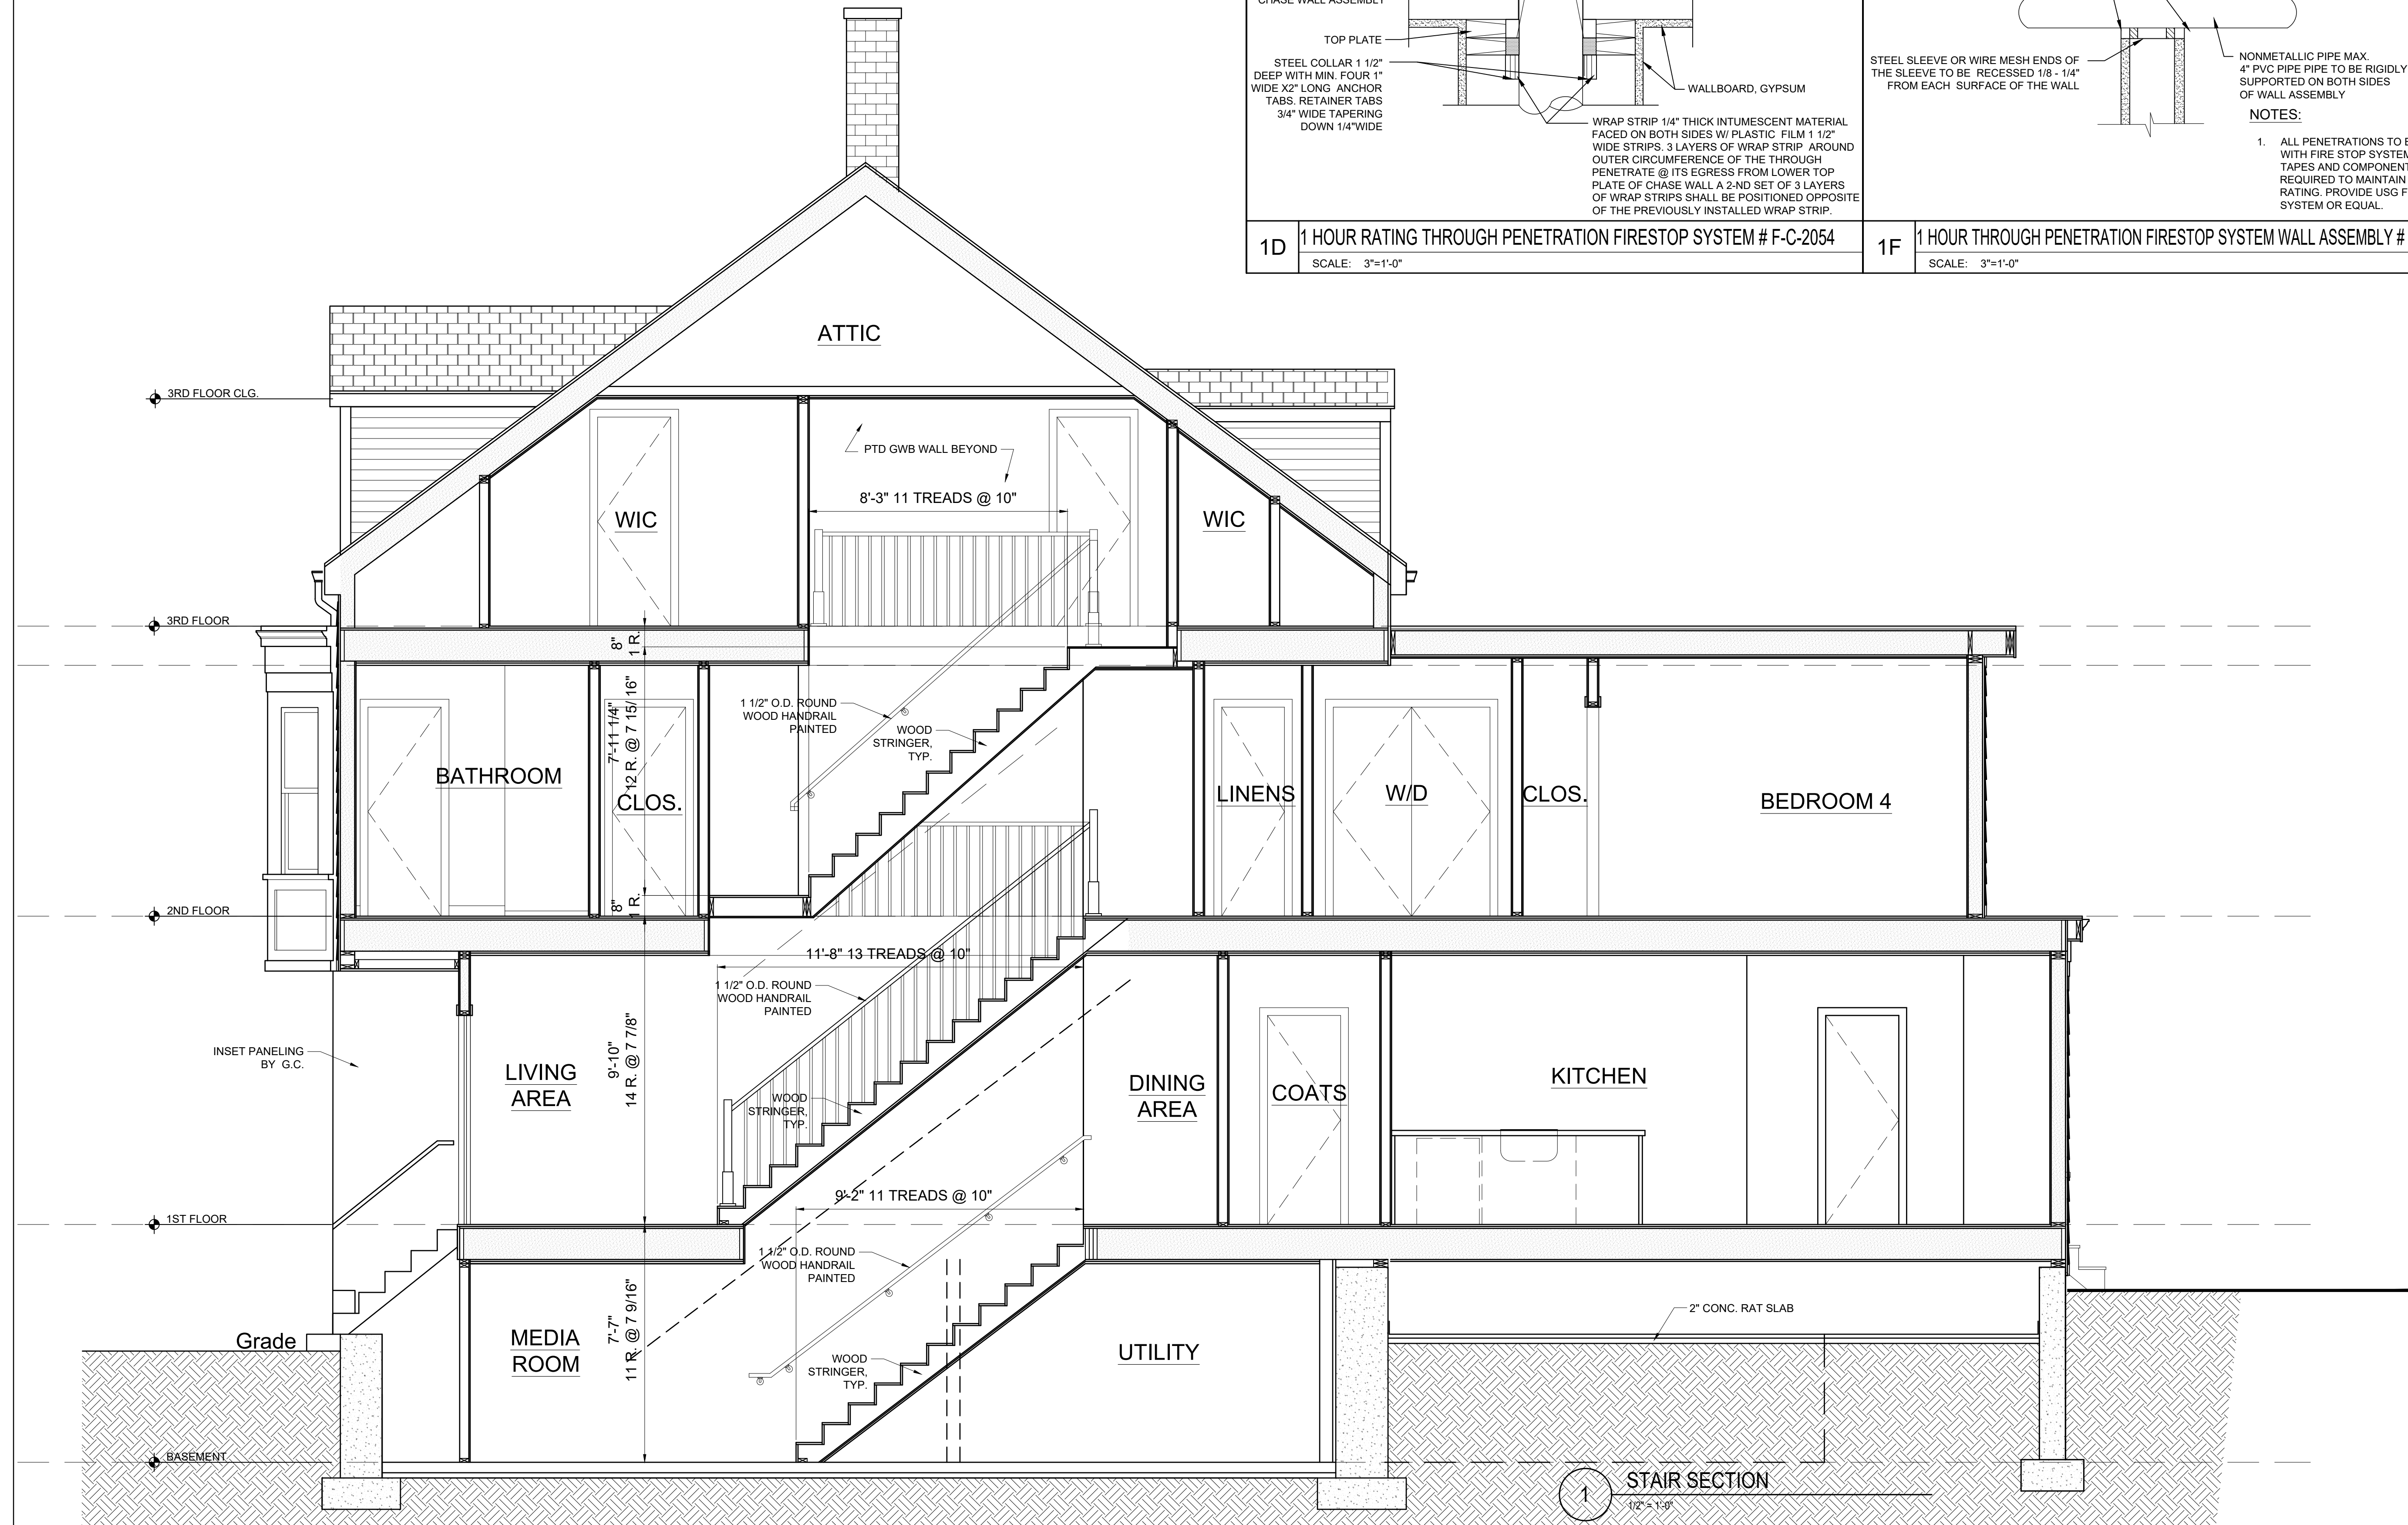 CHASE WALL ASSEMBLY
TOP PLATE
STEEL COLLAR 1 1/2"
DEEP WITH MIN. FOUR 1"
WIDE X2" LONG ANCHOR
TABS. RETAINER TABS
3/4" WIDE TAPERING
DOWN 1/4"WIDE
WALLBOARD, GYPSUM
WRAP STRIP 1/4" THICK INTUMESCENT MATERIAL
FACED ON BOTH SIDES W/ PLASTIC FILM 1 1/2"
WIDE STRIPS. 3 LAYERS OF WRAP STRIP AROUND
OUTER CIRCUMFERENCE OF THE THROUGH
PENETRATE @ ITS EGRESS FROM LOWER TOP
PLATE OF CHASE WALL A 2-ND SET OF 3 LAYERS
OF WRAP STRIPS SHALL BE POSITIONED OPPOSITE
OF THE PREVIOUSLY INSTALLED WRAP STRIP.
1D
1 HOUR RATING THROUGH PENETRATION FIRESTOP SYSTEM # F-C-2054
SCALE: 3"=1'-0"
STEEL SLEEVE OR WIRE MESH ENDS OF
THE SLEEVE TO BE RECESSED 1/8 - 1/4"
FROM EACH SURFACE OF THE WALL
NONMETALLIC PIPE MAX.
4" PVC PIPE PIPE TO BE RIGIDLY
SUPPORTED ON BOTH SIDES
OF WALL ASSEMBLY
NOTES:
1. ALL PENETRATIONS TO
WITH FIRE STOP SYSTEM
TAPES AND
REQUIRED TO MAINTAIN
RATING. PROVIDE USG
SYSTEM OR EQUAL.
1F
1 HOUR THROUGH PENETRATION FIRESTOP SYSTEM WALL ASSEMBLY #
SCALE: 3"=1'-0"
ATTIC
3RD FLOOR CLG.
PTD GWB WALL BEYOND
8'-3" 11 TREADS @ 10"
WIC
WIC
3RD FLOOR
8"
1 R.
1 1/2" O.D. ROUND
WOOD HANDRAIL
PAINTED
WOOD
STRINGER,
TYP.
7'-11 1/4"
12 R. @ 7 15/16"
BATHROOM
CLOS.
LINENS
W/D
CLOS.
BEDROOM 4
8"
1 R.
2ND FLOOR
11'-8" 13 TREADS @ 10"
1 1/2" O.D. ROUND
WOOD HANDRAIL
PAINTED
INSET PANELING
BY G.C.
LIVING
AREA
9'-10"
14 R. @ 7 7/8"
WOOD
STRINGER,
TYP.
DINING
AREA
COATS
KITCHEN
9'-2" 11 TREADS @ 10"
1ST FLOOR
1 1/2" O.D. ROUND
WOOD HANDRAIL
PAINTED
2" CONC. RAT SLAB
Grade
MEDIA
ROOM
7'-7"
11 R. @ 7 9/16"
WOOD
STRINGER,
TYP.
UTILITY
BASEMENT
1
STAIR SECTION
1/2" = 1'-0"